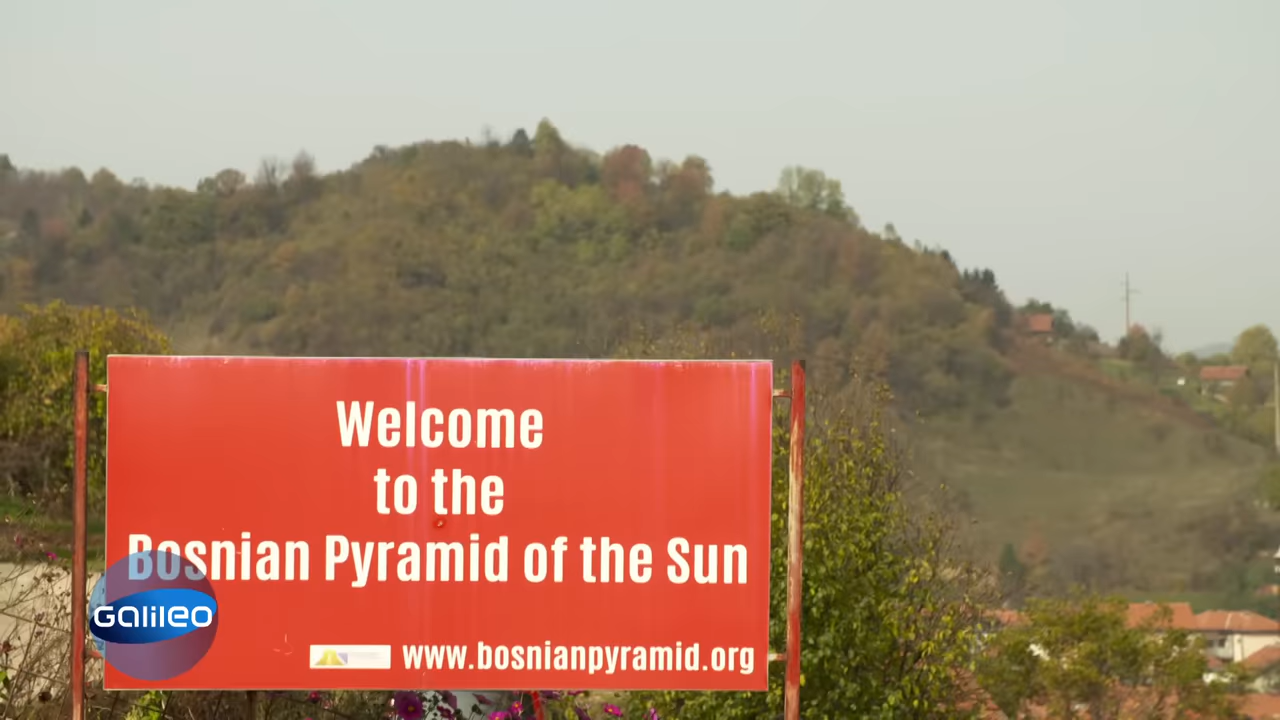 Welcome
to the
Bosnian Pyramid of the Sun
Galileo
www.bosnianpyramid.org